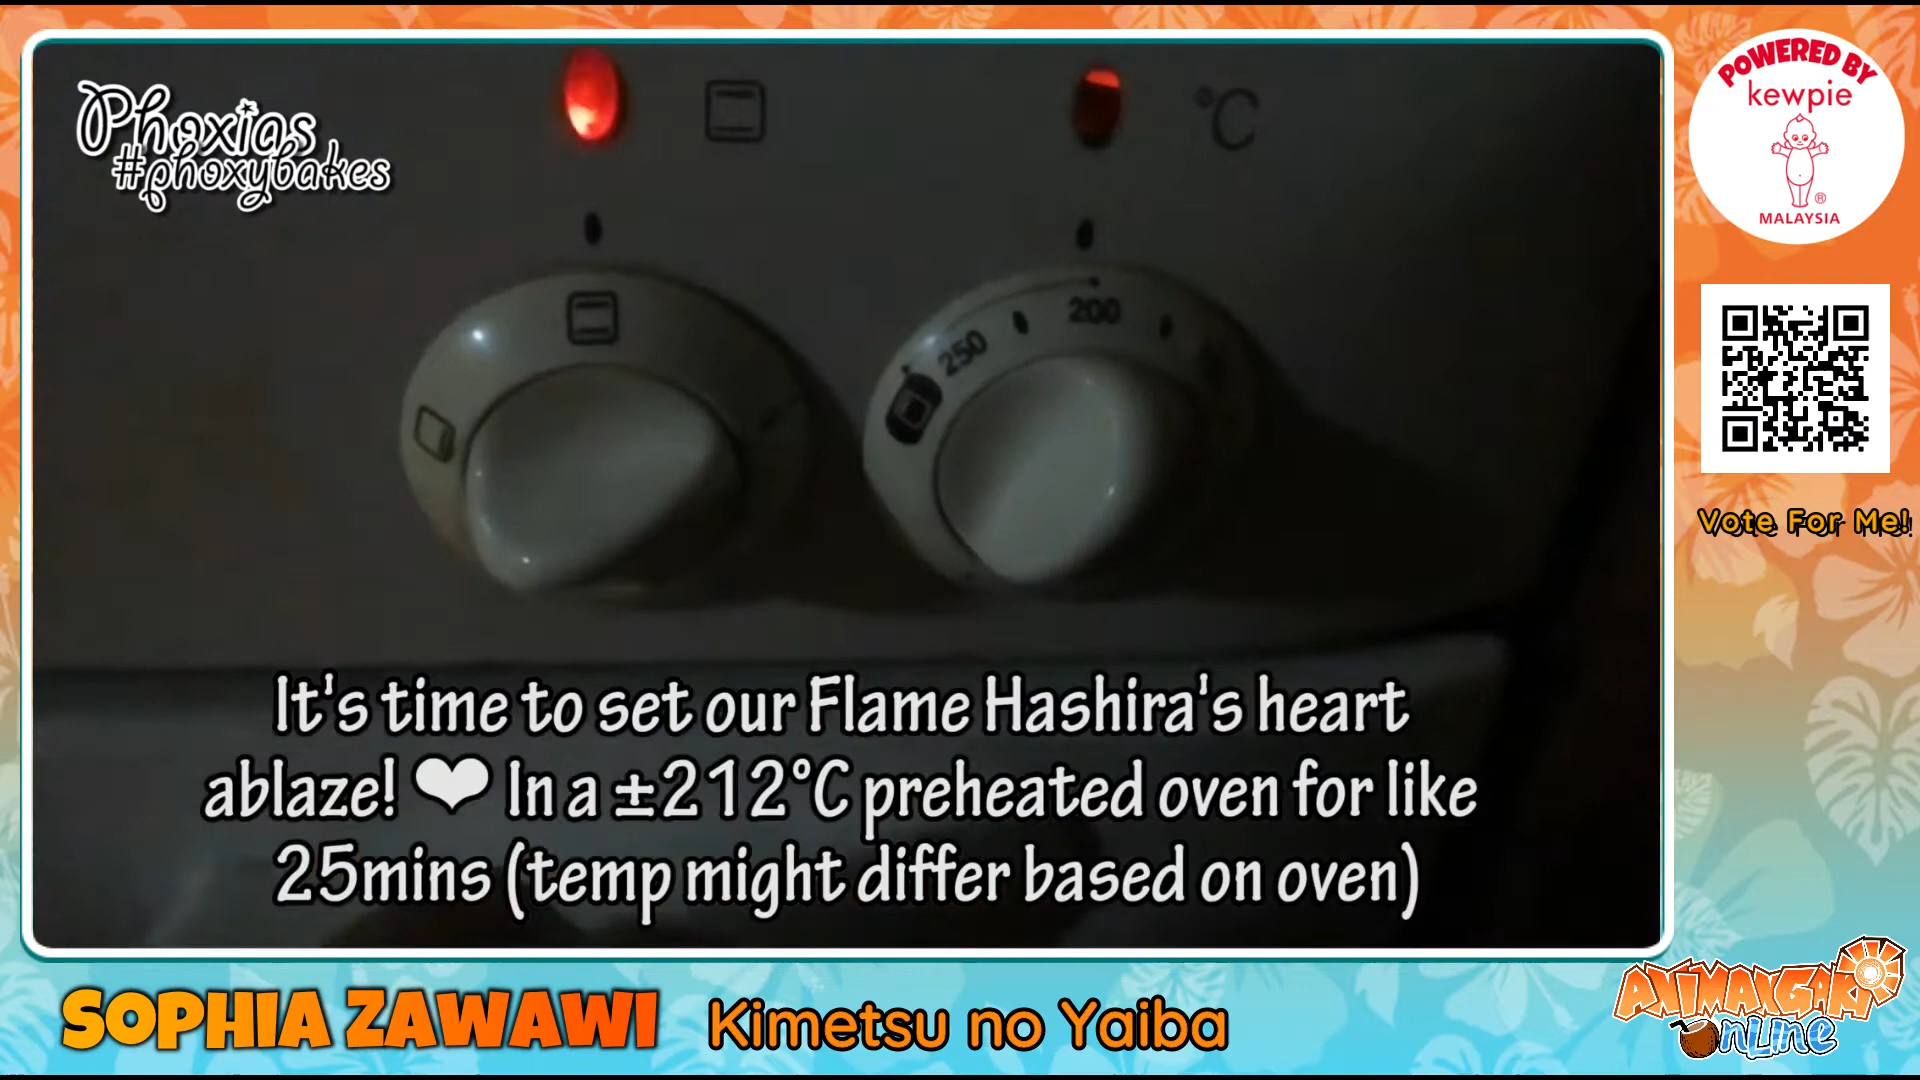 Phoxias
#phoxybakes
°C
200
250
It's time to set our Flame Hashira's heart
ablaze! ❤ In a ±212°C preheated oven for like
25mins (temp might differ based on oven)
POWERED BY
kewpie
®
MALAYSIA
Vote For Me!
SOPHIA ZAWAWI
Kimetsu no Yaiba
ANIMANGAKI
ONLINE